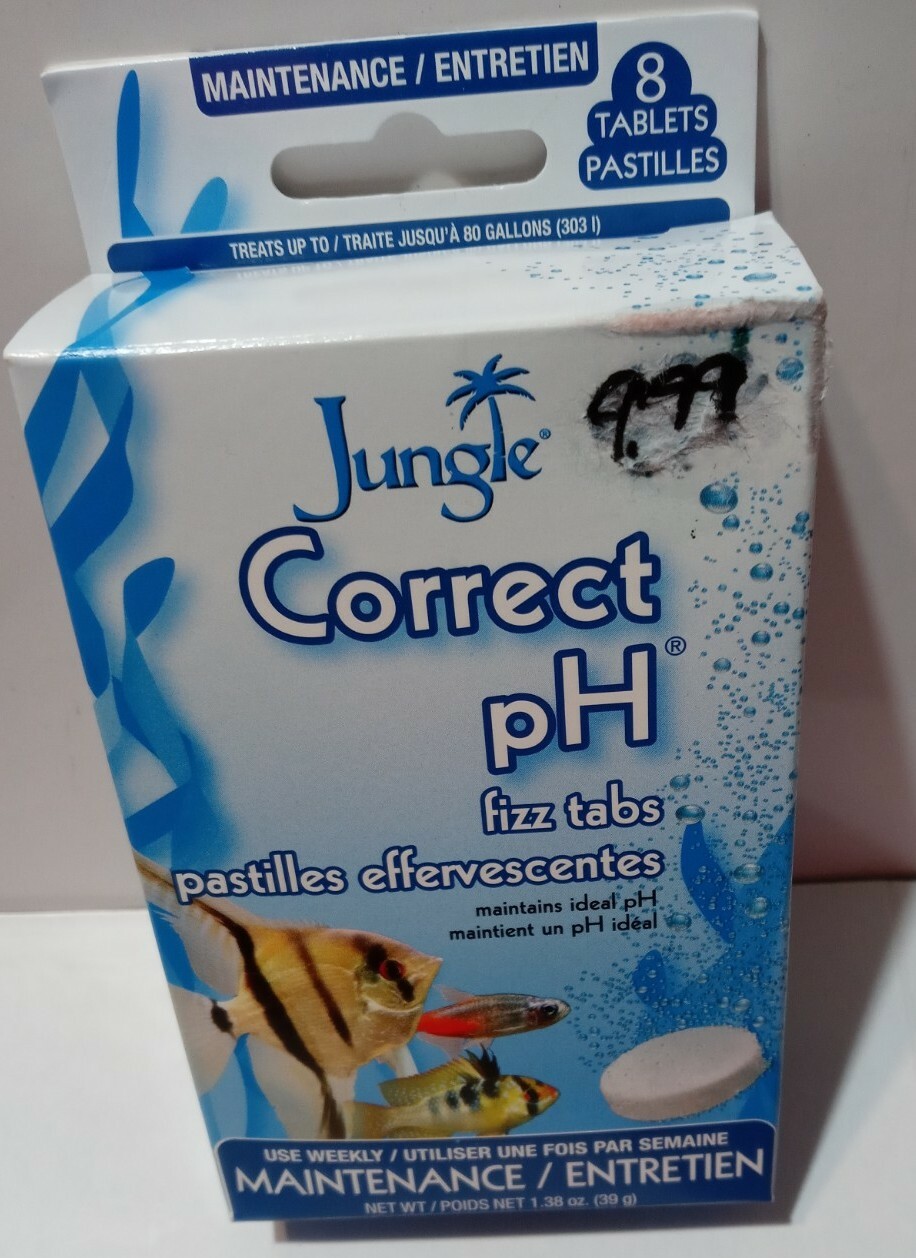 MAINTENANCE / ENTRETIEN
8
TABLETS
PASTILLES
TREATS UP TO / TRAITE JUSQU'À 80 GALLONS (303 l)
9.99
Jungle®
Correct
pH®
fizz tabs
pastilles effervescentes
maintains ideal pH
maintient un pH idéal
USE WEEKLY / UTILISER UNE FOIS PAR SEMAINE
MAINTENANCE / ENTRETIEN
NET WT / POIDS NET 1.38 oz. (39 g)